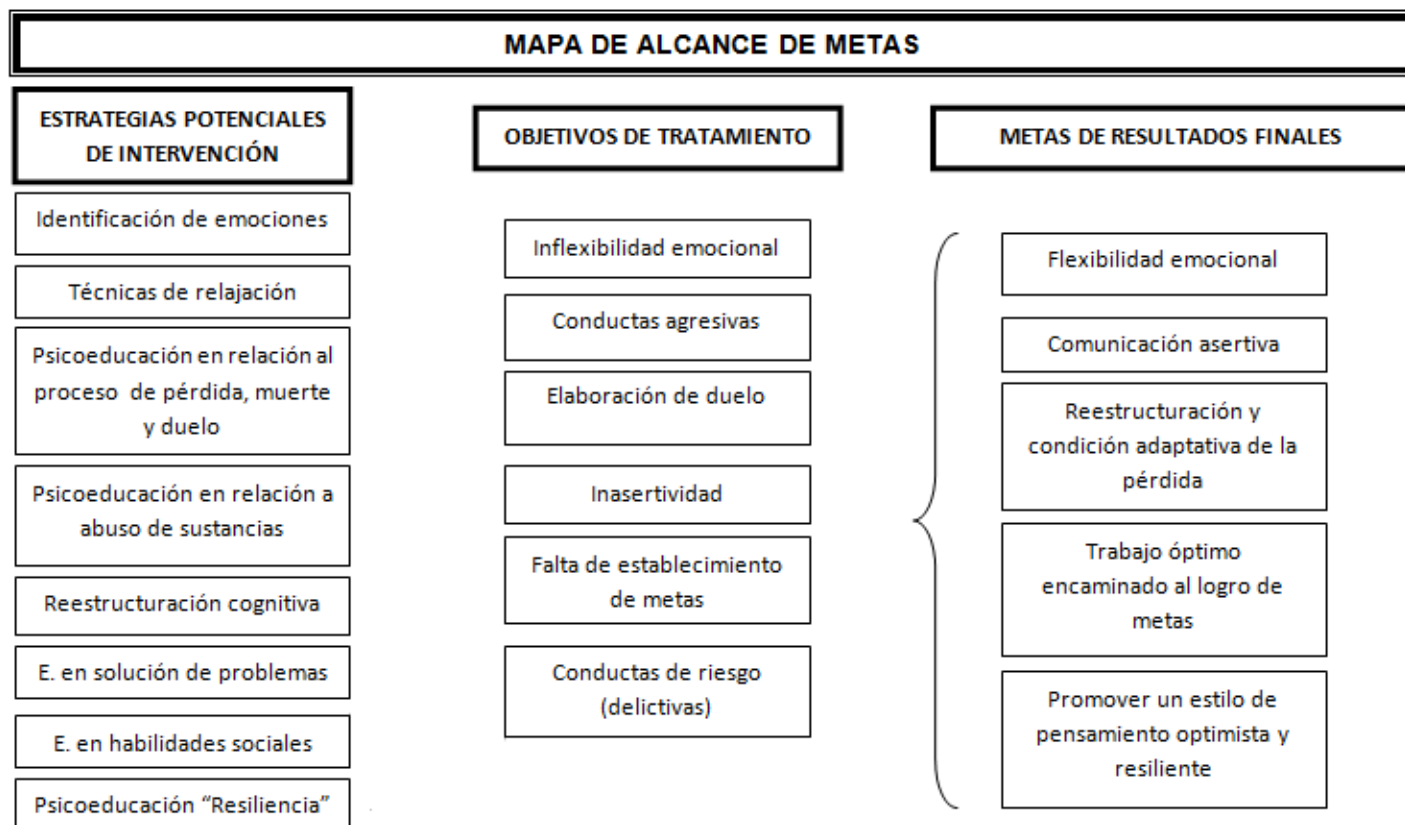 MAPA DE ALCANCE DE METAS
ESTRATEGIAS POTENCIALES
DE INTERVENCIÓN
Identificación de emociones
Técnicas de relajación
Psicoeducación en relación al
proceso de pérdida, muerte
y duelo
Psicoeducación en relación a
abuso de sustancias
Reestructuración cognitiva
E. en solución de problemas
E. en habilidades sociales
Psicoeducación “Resiliencia”
OBJETIVOS DE TRATAMIENTO
Inflexibilidad emocional
Conductas agresivas
Elaboración de duelo
Inasertividad
Falta de establecimiento
de metas
Conductas de riesgo
(delictivas)
METAS DE RESULTADOS FINALES
Flexibilidad emocional
Comunicación asertiva
Reestructuración y
condición adaptativa de la
pérdida
Trabajo óptimo
encaminado al logro de
metas
Promover un estilo de
pensamiento optimista y
resiliente